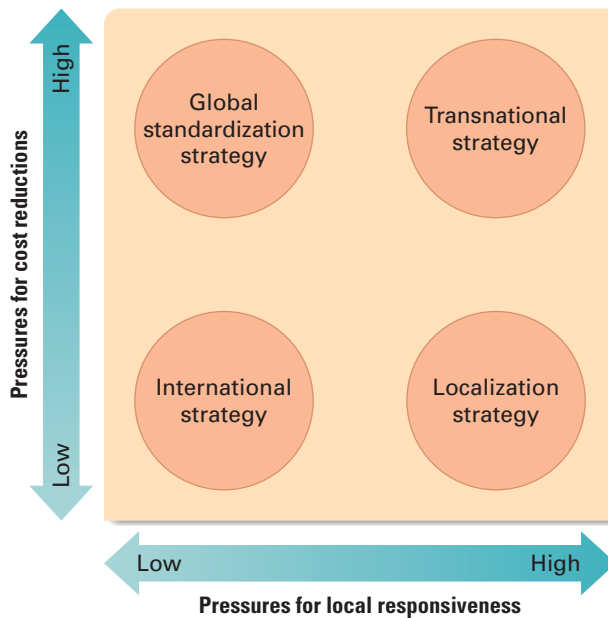 High
Pressures for cost reductions
Low
Global
standardization
strategy
Transnational
strategy
International
strategy
Localization
strategy
Low
High
Pressures for local responsiveness